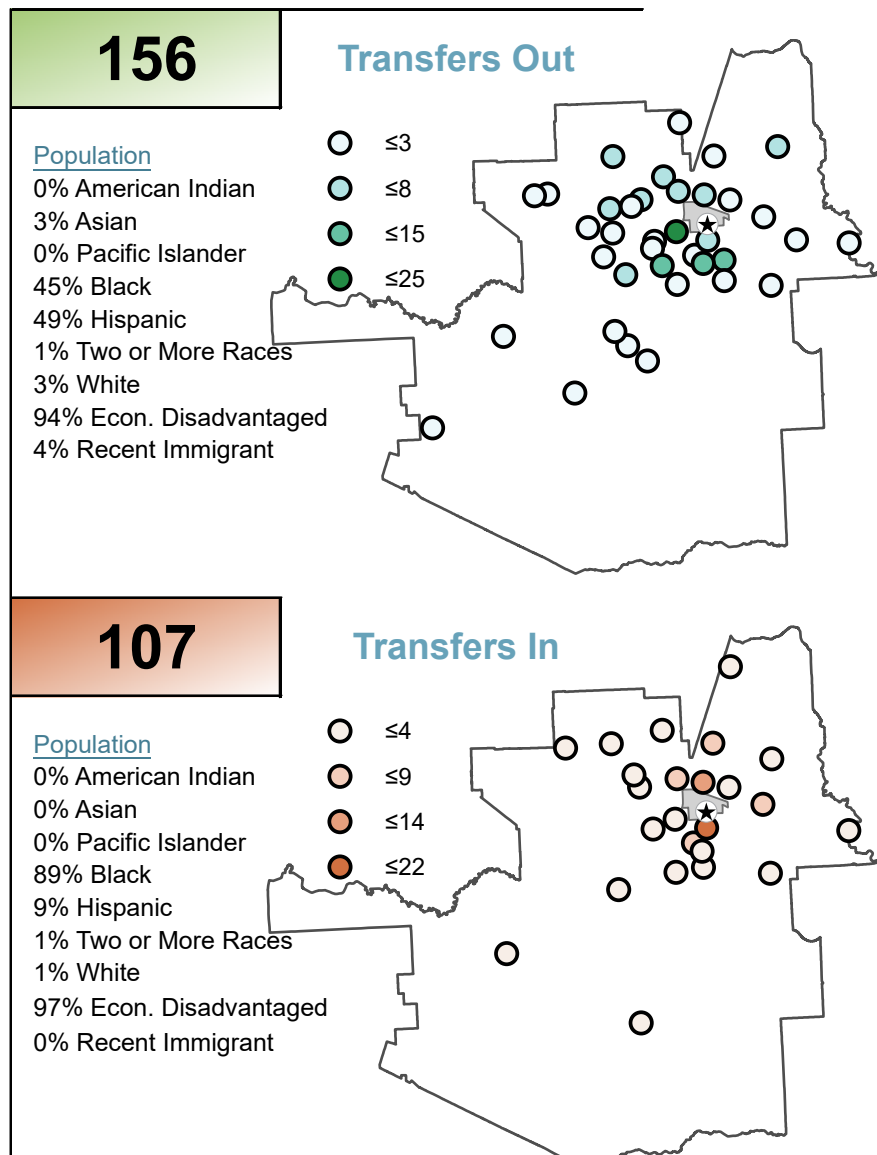 156
Transfers Out
Population
0% American Indian
3% Asian
0% Pacific Islander
45% Black
49% Hispanic
1% Two or More Races
3% White
94% Econ. Disadvantaged
4% Recent Immigrant
≤3
≤8
≤15
≤25
107
Transfers In
Population
0% American Indian
0% Asian
0% Pacific Islander
89% Black
9% Hispanic
1% Two or More Races
1% White
97% Econ. Disadvantaged
0% Recent Immigrant
≤4
≤9
≤14
≤22